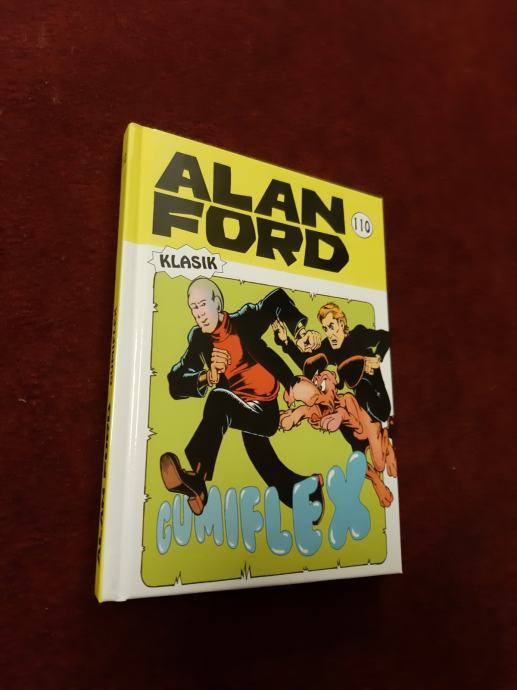 ALAN
FORD
110
KLASIK
GUMIFLEX